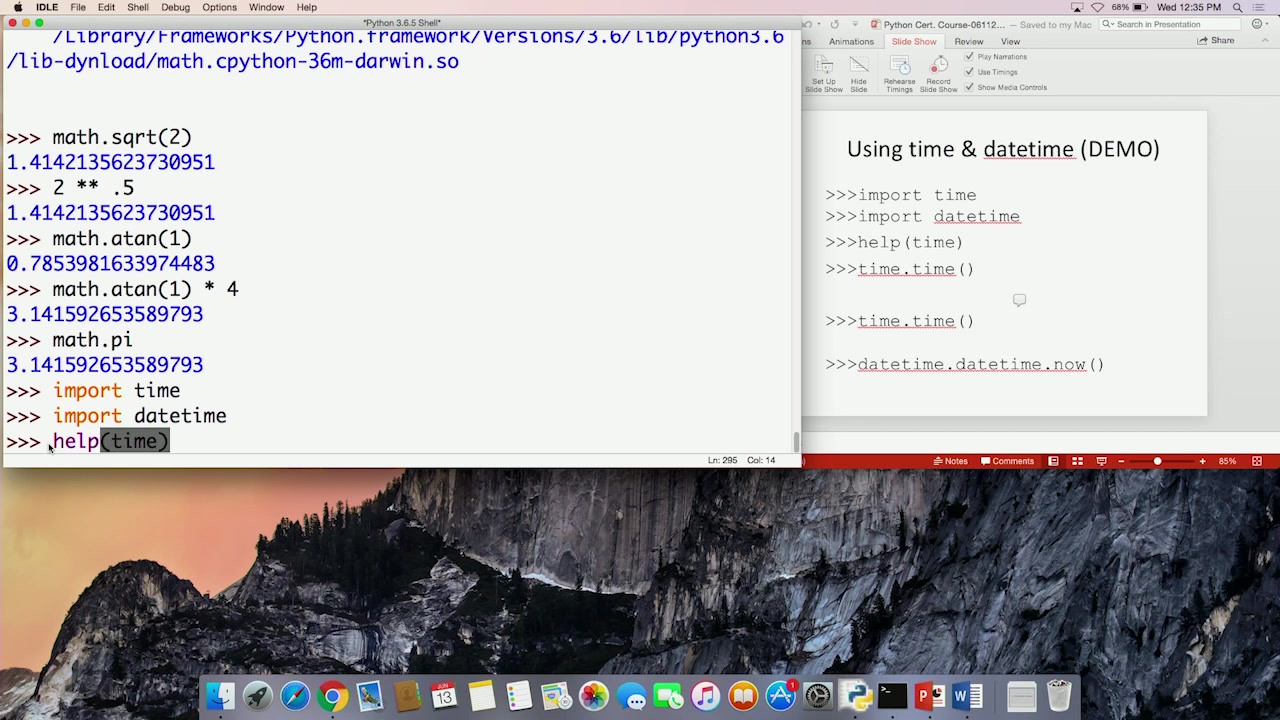 IDLE File Edit Shell Debug Options Window Help
68% Wed 12:35 PM
*Python 3.6.5 Shell*
/Library/Frameworks/Python.framework/Versions/3.6/lib/python3.6
/lib-dynload/math.cpython-36m-darwin.so
>>> math.sqrt(2)
1.4142135623730951
>>> 2 ** .5
1.4142135623730951
>>> math.atan(1)
0.7853981633974483
>>> math.atan(1) * 4
3.141592653589793
>>> math.pi
3.141592653589793
>>> import time
>>> import datetime
>>> help(time)
Ln: 295 Col: 14
Python Cert. Course-06112... — Saved to my Mac
Search in Presentation
ns Animations Slide Show Review View
Share
Set Up
Slide Show
Hide
Slide
Rehearse
Timings
Record
Slide Show
Play Narrations
Use Timings
Show Media Controls
Using time & datetime (DEMO)
>>>import time
>>>import datetime
>>>help(time)
>>>time.time()
>>>time.time()
>>>datetime.datetime.now()
Notes Comments 85%
JUN
13
1